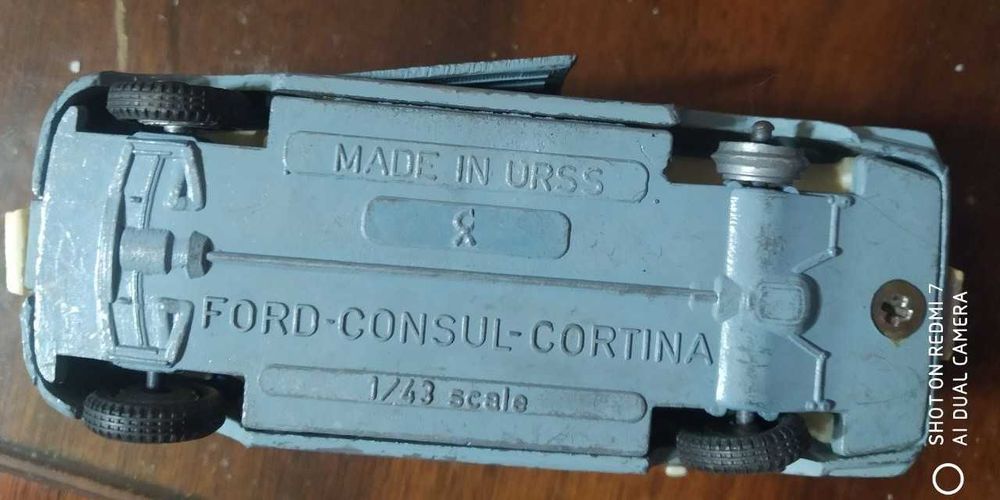 MADE IN URSS
FORD-CONSUL-CORTINA
1/43 scale
SHOT ON REDMI 7
AI DUAL CAMERA